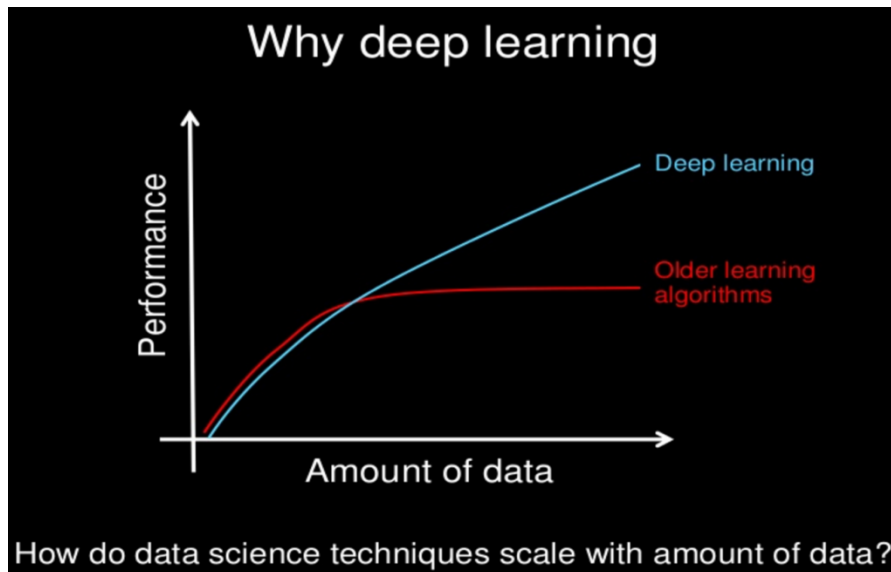 Why deep learning
Performance
Deep learning
Older learning
algorithms
Amount of data
How do data science techniques scale with amount of data?